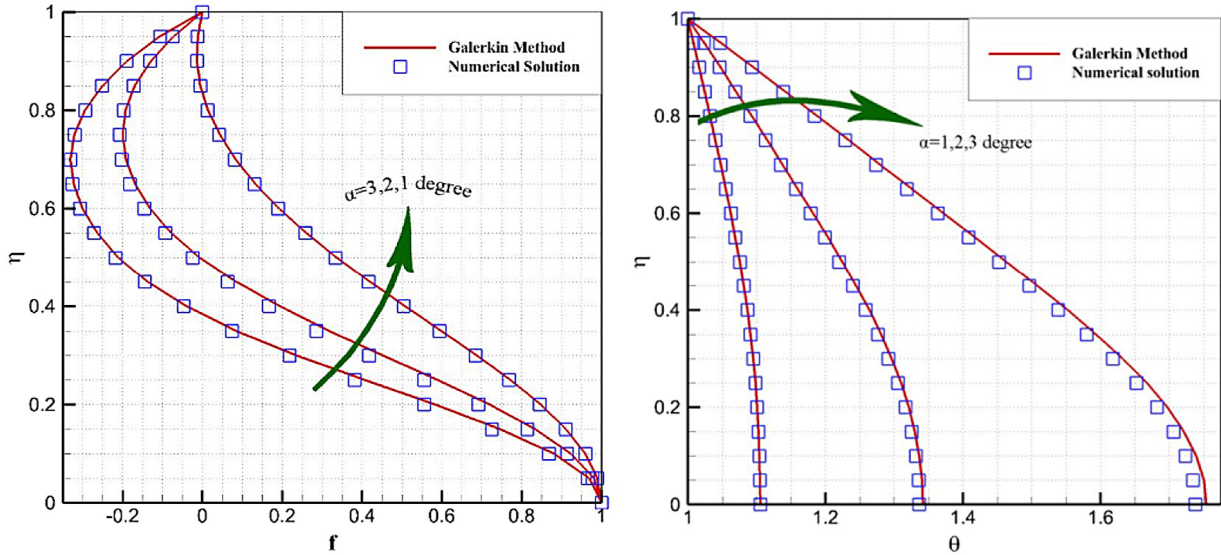 1
0.8
0.6
0.4
0.2
0
η
-0.2
0
0.2
0.4
0.6
0.8
1
f
Galerkin Method
Numerical Solution
α=3,2,1 degree
1
0.8
0.6
0.4
0.2
0
η
1
1.2
1.4
1.6
θ
Galerkin Method
Numerical solution
α=1,2,3 degree